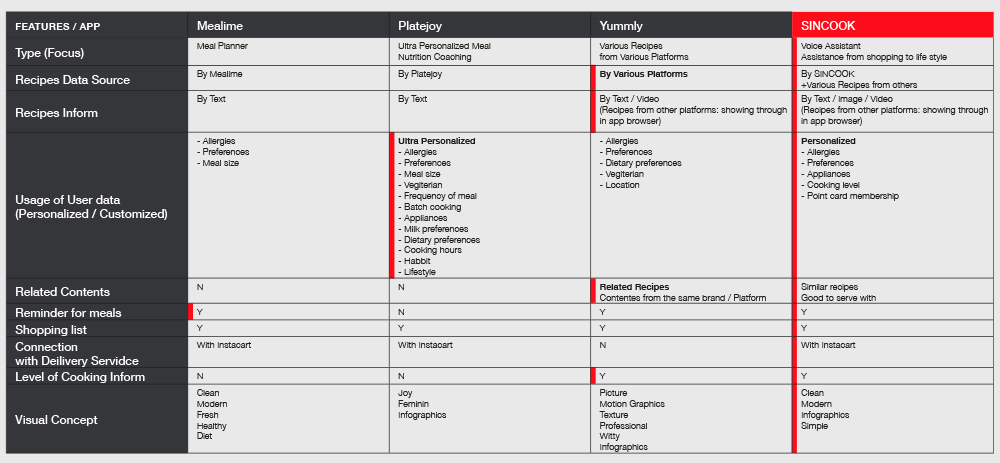 FEATURES / APP
Mealime
Platejoy
Yummly
SINCOOK
Type (Focus)
Meal Planner
Ultra Personalized Meal
Nutrition Coaching
Various Recipes
from Various Platforms
Voice Assistant
Assistance from shopping to life style
Recipes Data Source
By Mealime
By Platejoy
By Various Platforms
By SINCOOK
+Various Recipes from others
Recipes Inform
By Text
By Text
By Text / Video
(Recipes from other platforms: showing through
in app browser)
By Text / Image / Video
(Recipes from other platforms: showing through
in app browser)
Usage of User data
(Personalized / Customized)
- Allergies
- Preferences
- Meal size
Ultra Personalized
- Allergies
- Preferences
- Meal size
- Vegiterian
- Frequency of meal
- Batch cooking
- Appliances
- Milk preferences
- Dietary preferences
- Cooking hours
- Habbit
- Lifestyle
- Allergies
- Preferences
- Dietary preferences
- Vegiterian
- Location
Personalized
- Allergies
- Preferences
- Appliances
- Cooking level
- Point card membership
Related Contents
N
N
Related Recipes
Contentes from the same brand / Platform
Similar recipes
Good to serve with
Reminder for meals
Y
N
Y
Y
Shopping list
Y
Y
Y
Y
Connection
with Deilivery Servidce
With Instacart
With Instacart
N
With Instacart
Level of Cooking Inform
N
N
Y
Y
Visual Concept
Clean
Modern
Fresh
Healthy
Diet
Joy
Feminin
Infographics
Picture
Motion Graphics
Texture
Professional
Witty
Infographics
Clean
Modern
Infographics
Simple